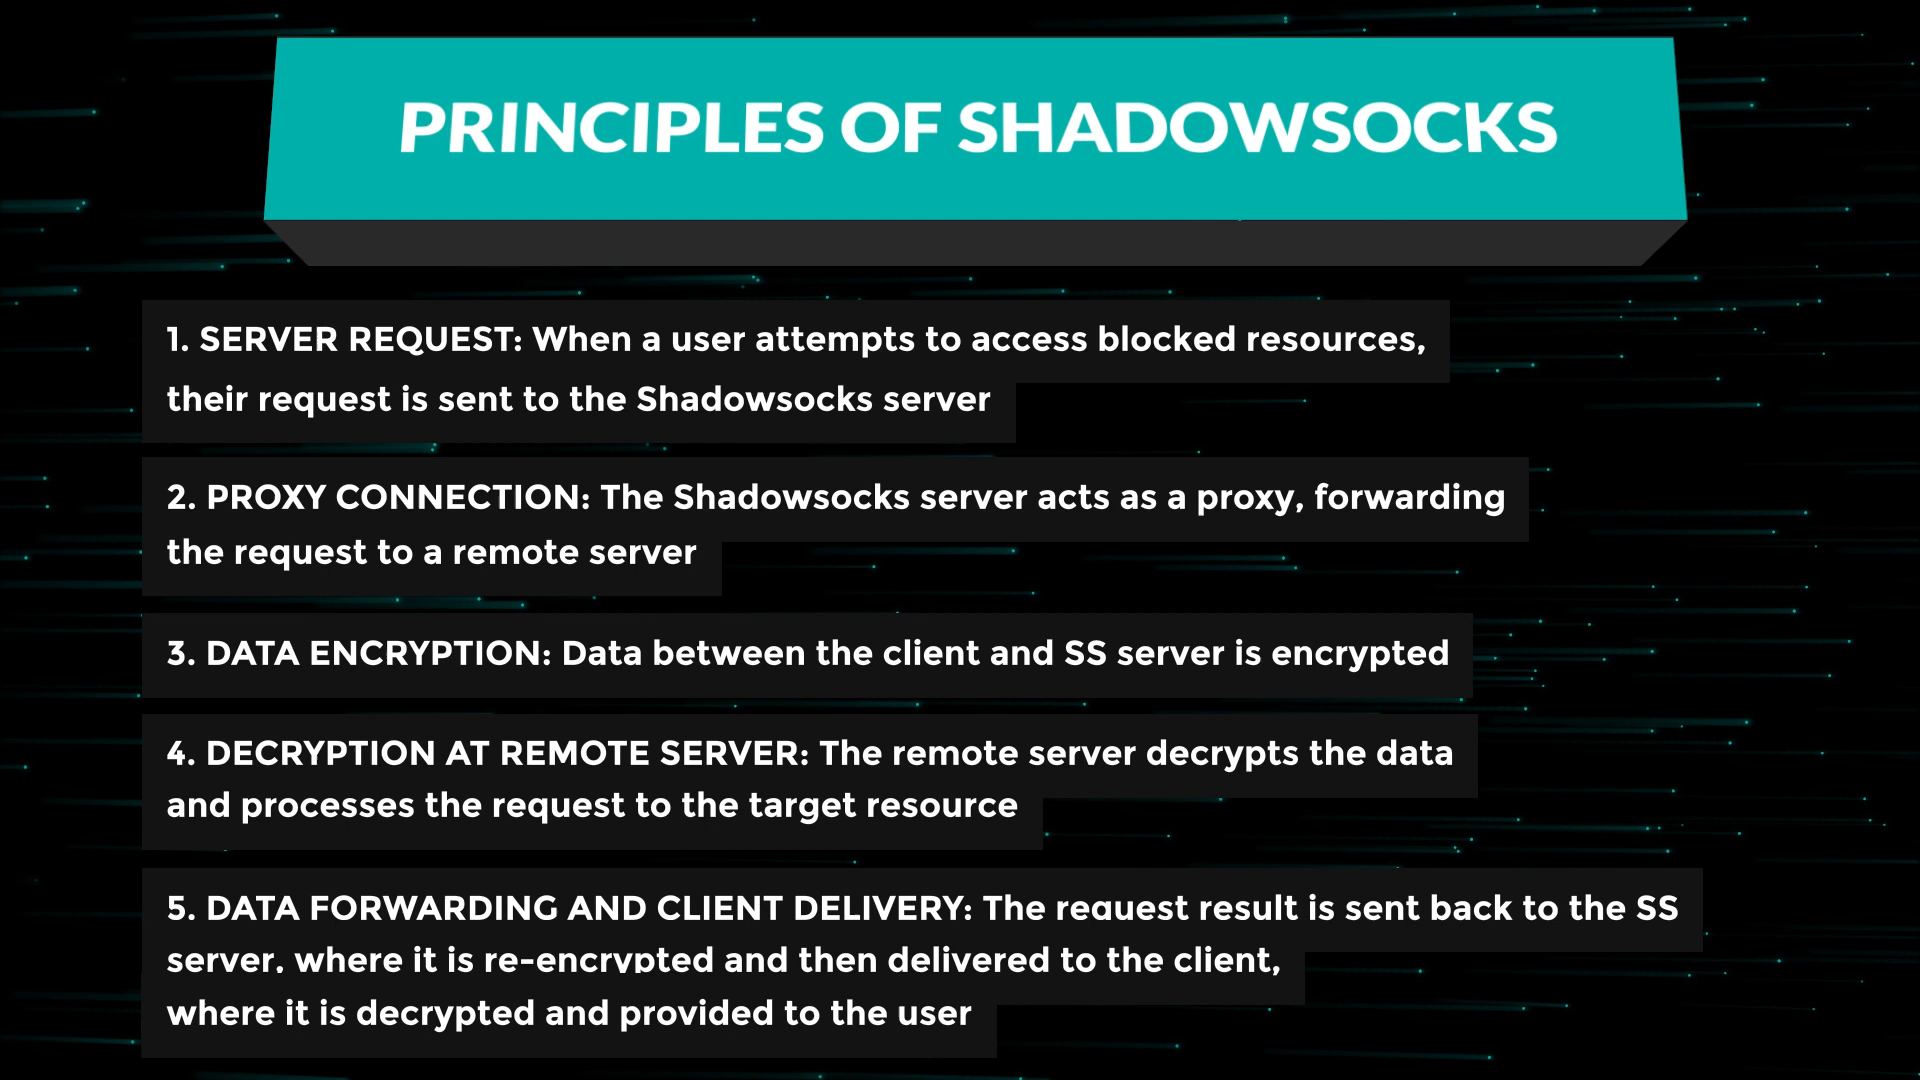 PRINCIPLES OF SHADOWSOCKS
1. SERVER REQUEST: When a user attempts to access blocked resources,
their request is sent to the Shadowsocks server
2. PROXY CONNECTION: The Shadowsocks server acts as a proxy, forwarding
the request to a remote server
3. DATA ENCRYPTION: Data between the client and SS server is encrypted
4. DECRYPTION AT REMOTE SERVER: The remote server decrypts the data
and processes the request to the target resource
5. DATA FORWARDING AND CLIENT DELIVERY: The request result is sent back to the SS
server, where it is re-encrypted and then delivered to the client,
where it is decrypted and provided to the user